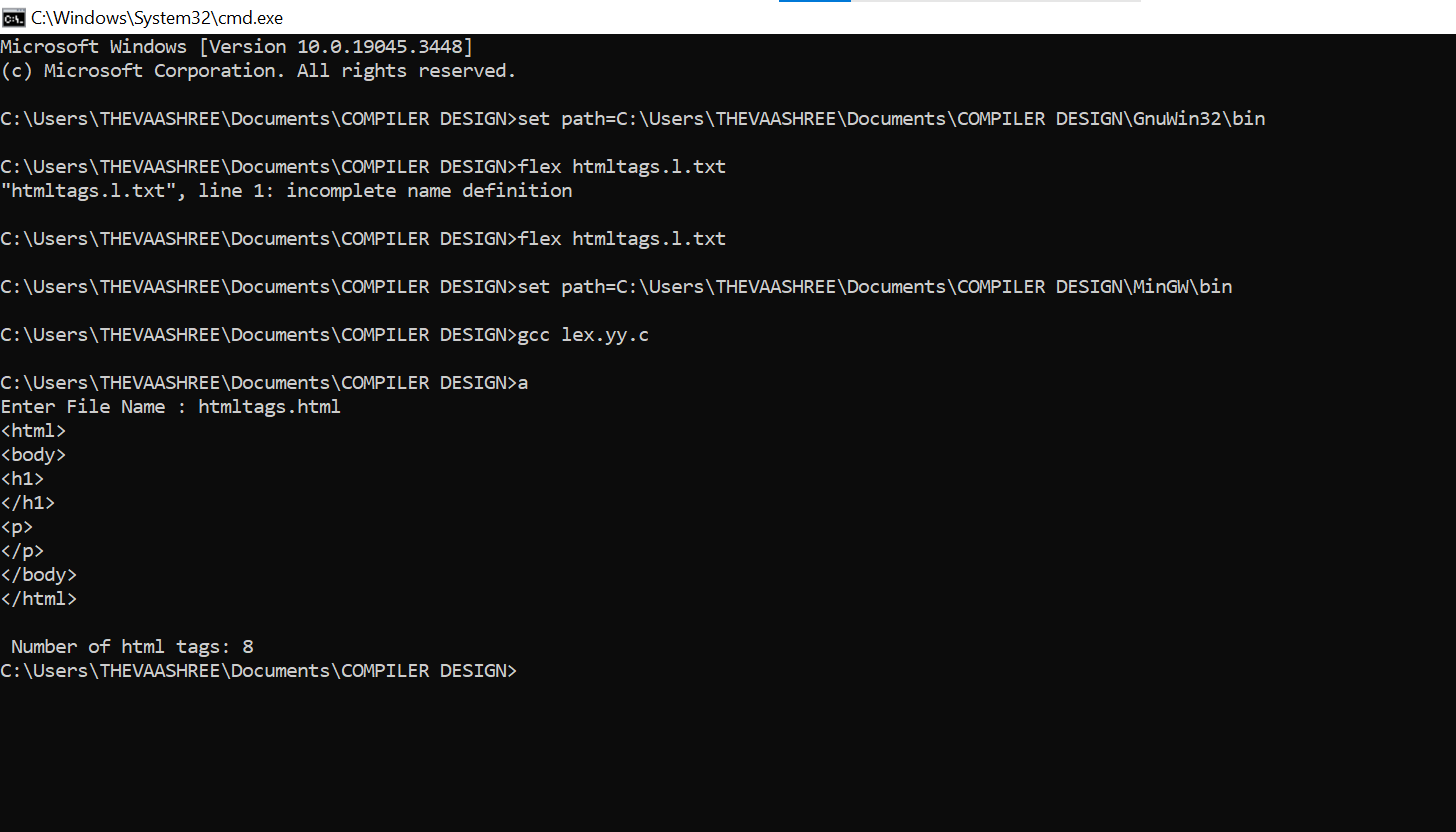 C:\Windows\System32\cmd.exe
Microsoft Windows [Version 10.0.19045.3448]
(c) Microsoft Corporation. All rights reserved.
C:\Users\THEVAASHREE\Documents\COMPILER DESIGN>set path=C:\Users\THEVAASHREE\Documents\COMPILER DESIGN\GnuWin32\bin
C:\Users\THEVAASHREE\Documents\COMPILER DESIGN>flex htmltags.l.txt
"htmltags.l.txt", line 1: incomplete name definition
C:\Users\THEVAASHREE\Documents\COMPILER DESIGN>flex htmltags.l.txt
C:\Users\THEVAASHREE\Documents\COMPILER DESIGN>set path=C:\Users\THEVAASHREE\Documents\COMPILER DESIGN\MinGW\bin
C:\Users\THEVAASHREE\Documents\COMPILER DESIGN>gcc lex.yy.c
C:\Users\THEVAASHREE\Documents\COMPILER DESIGN>a
Enter File Name : htmltags.html
<html>
<body>
<h1>
</h1>
<p>
</p>
</body>
</html>
Number of html tags: 8
C:\Users\THEVAASHREE\Documents\COMPILER DESIGN>